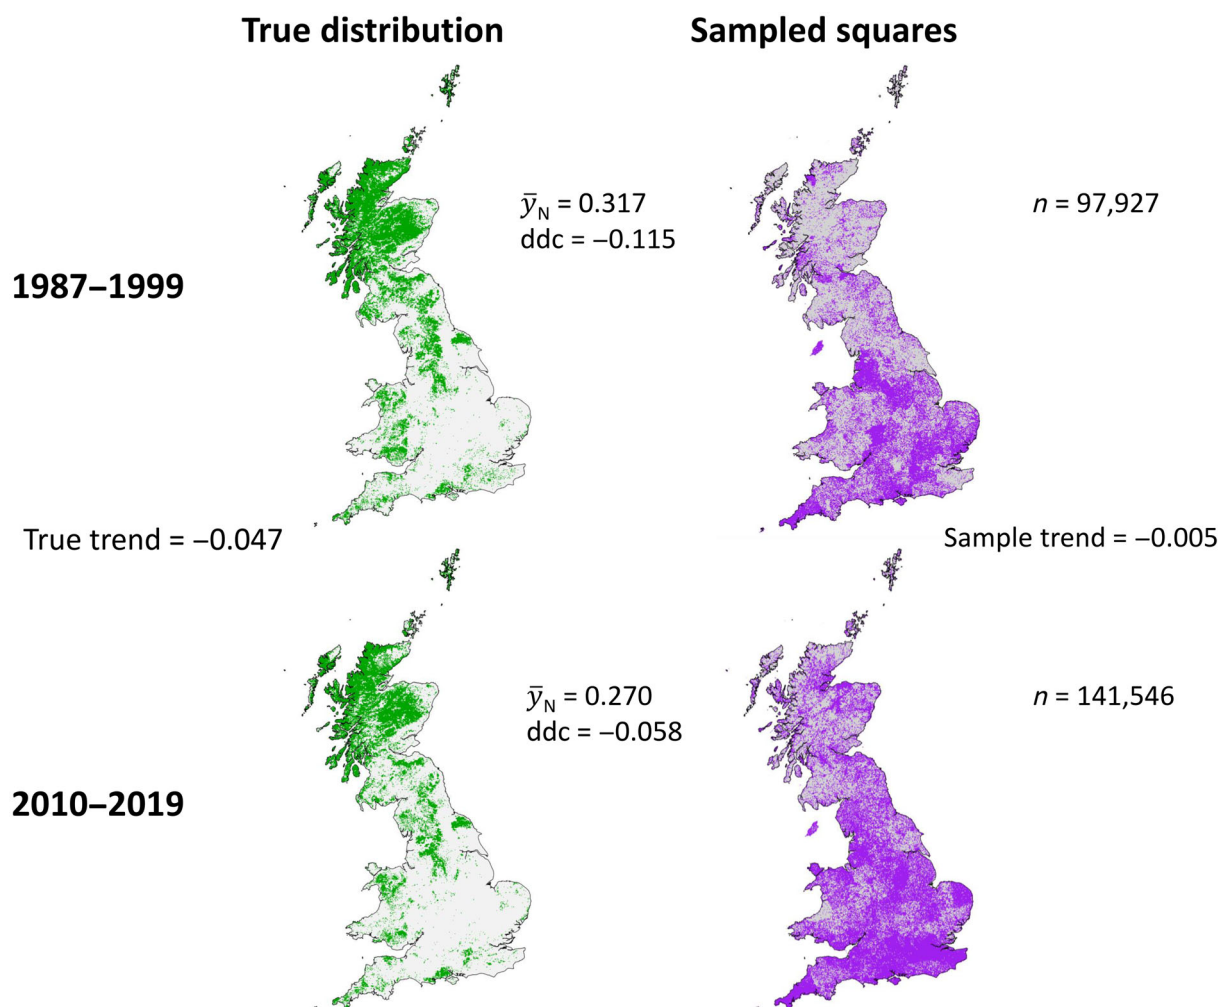 True distribution
Sampled squares
ȳN = 0.317
ddc = −0.115
n = 97,927
1987–1999
True trend = −0.047
Sample trend = −0.005
ȳN = 0.270
ddc = −0.058
n = 141,546
2010–2019